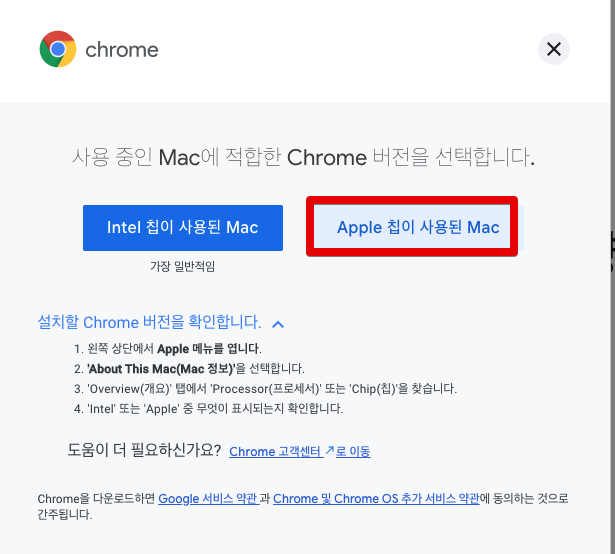 chrome
사용 중인 Mac에 적합한 Chrome 버전을 선택합니다.
Intel 칩이 사용된 Mac
Apple 칩이 사용된 Mac
가장 일반적임
설치할 Chrome 버전을 확인합니다.
1. 왼쪽 상단에서 Apple 메뉴를 엽니다.
2. 'About This Mac(Mac 정보)'을 선택합니다.
3. 'Overview(개요)' 탭에서 'Processor(프로세서)' 또는 'Chip(칩)'을 찾습니다.
4. 'Intel' 또는 'Apple' 중 무엇이 표시되는지 확인합니다.
도움이 더 필요하신가요? Chrome 고객센터 로 이동
Chrome을 다운로드하면 Google 서비스 약관 과 Chrome 및 Chrome OS 추가 서비스 약관에 동의하는 것으로
간주됩니다.